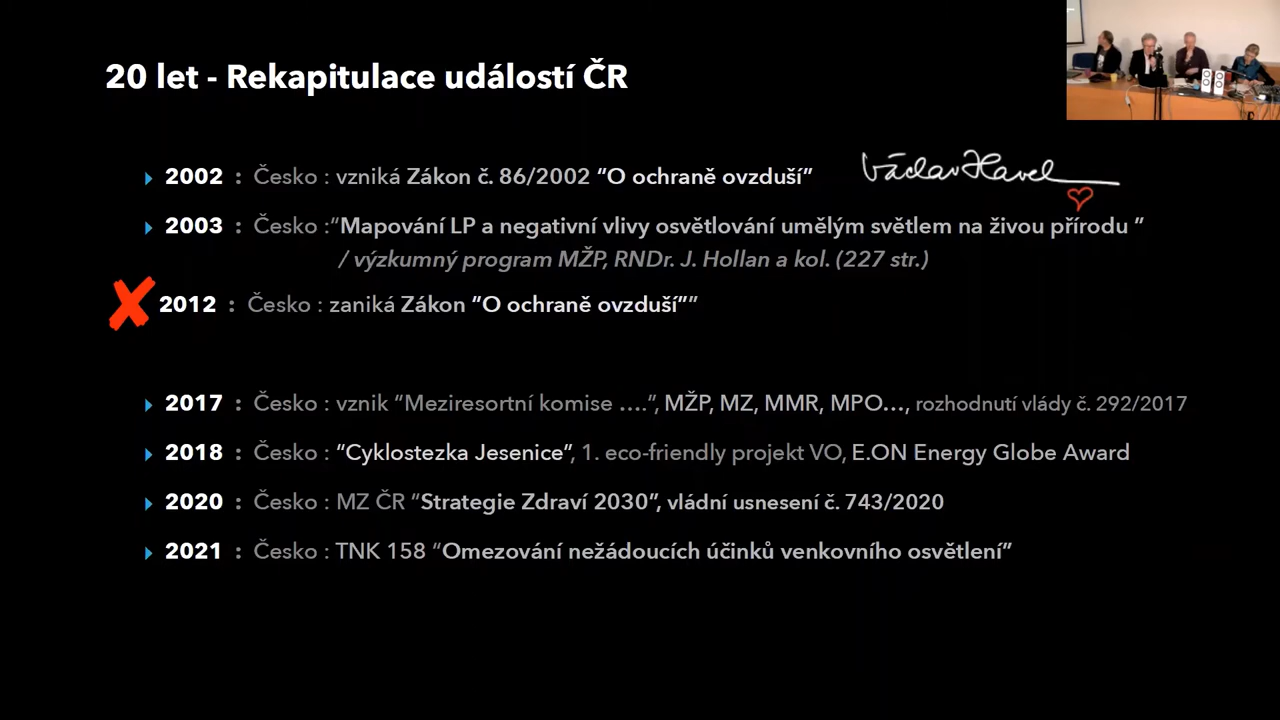 20 let - Rekapitulace událostí ČR
2002 : Česko : vzniká Zákon č. 86/2002 “O ochraně ovzduší”
Václav Havel
2003 : Česko :“Mapování LP a negativní vlivy osvětlování umělým světlem na živou přírodu ”
/ výzkumný program MŽP, RNDr. J. Hollan a kol. (227 str.)
2012 : Česko : zaniká Zákon “O ochraně ovzduší””
2017 : Česko : vznik “Meziresortní komise ….”, MŽP, MZ, MMR, MPO…, rozhodnutí vlády č. 292/2017
2018 : Česko : “Cyklostezka Jesenice”, 1. eco-friendly projekt VO, E.ON Energy Globe Award
2020 : Česko : MZ ČR “Strategie Zdraví 2030”, vládní usnesení č. 743/2020
2021 : Česko : TNK 158 “Omezování nežádoucích účinků venkovního osvětlení”